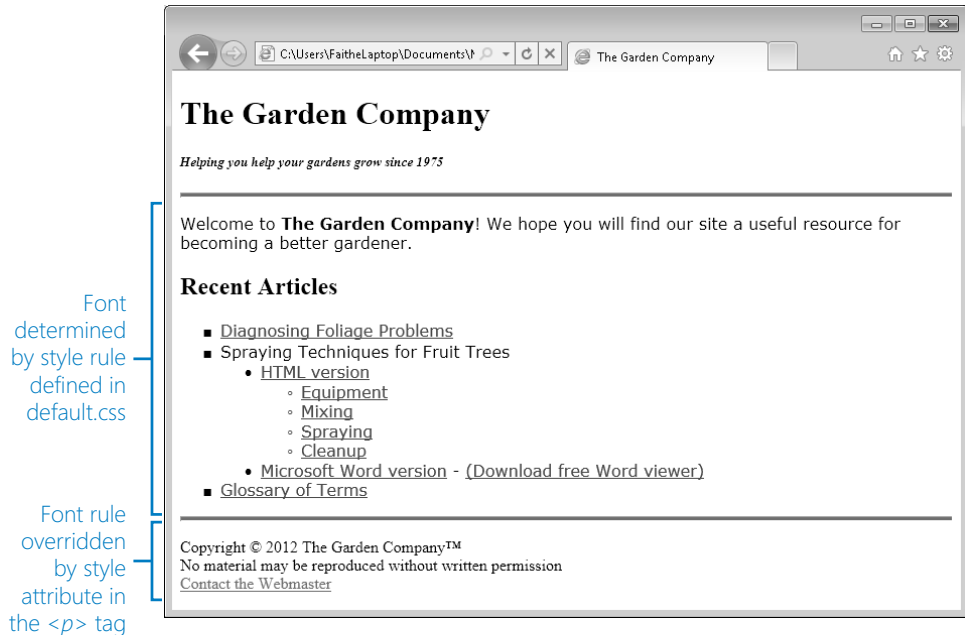 C:\Users\FaitheLaptop\Documents\
The Garden Company
The Garden Company
Helping you help your gardens grow since 1975
Welcome to The Garden Company! We hope you will find our site a useful resource for
becoming a better gardener.
Recent Articles
Diagnosing Foliage Problems
Spraying Techniques for Fruit Trees
HTML version
Equipment
Mixing
Spraying
Cleanup
Microsoft Word version - (Download free Word viewer)
Glossary of Terms
Copyright © 2012 The Garden Company™
No material may be reproduced without written permission
Contact the Webmaster
Font
determined
by style rule
defined in
default.css
Font rule
overridden
by style
attribute in
the <p> tag